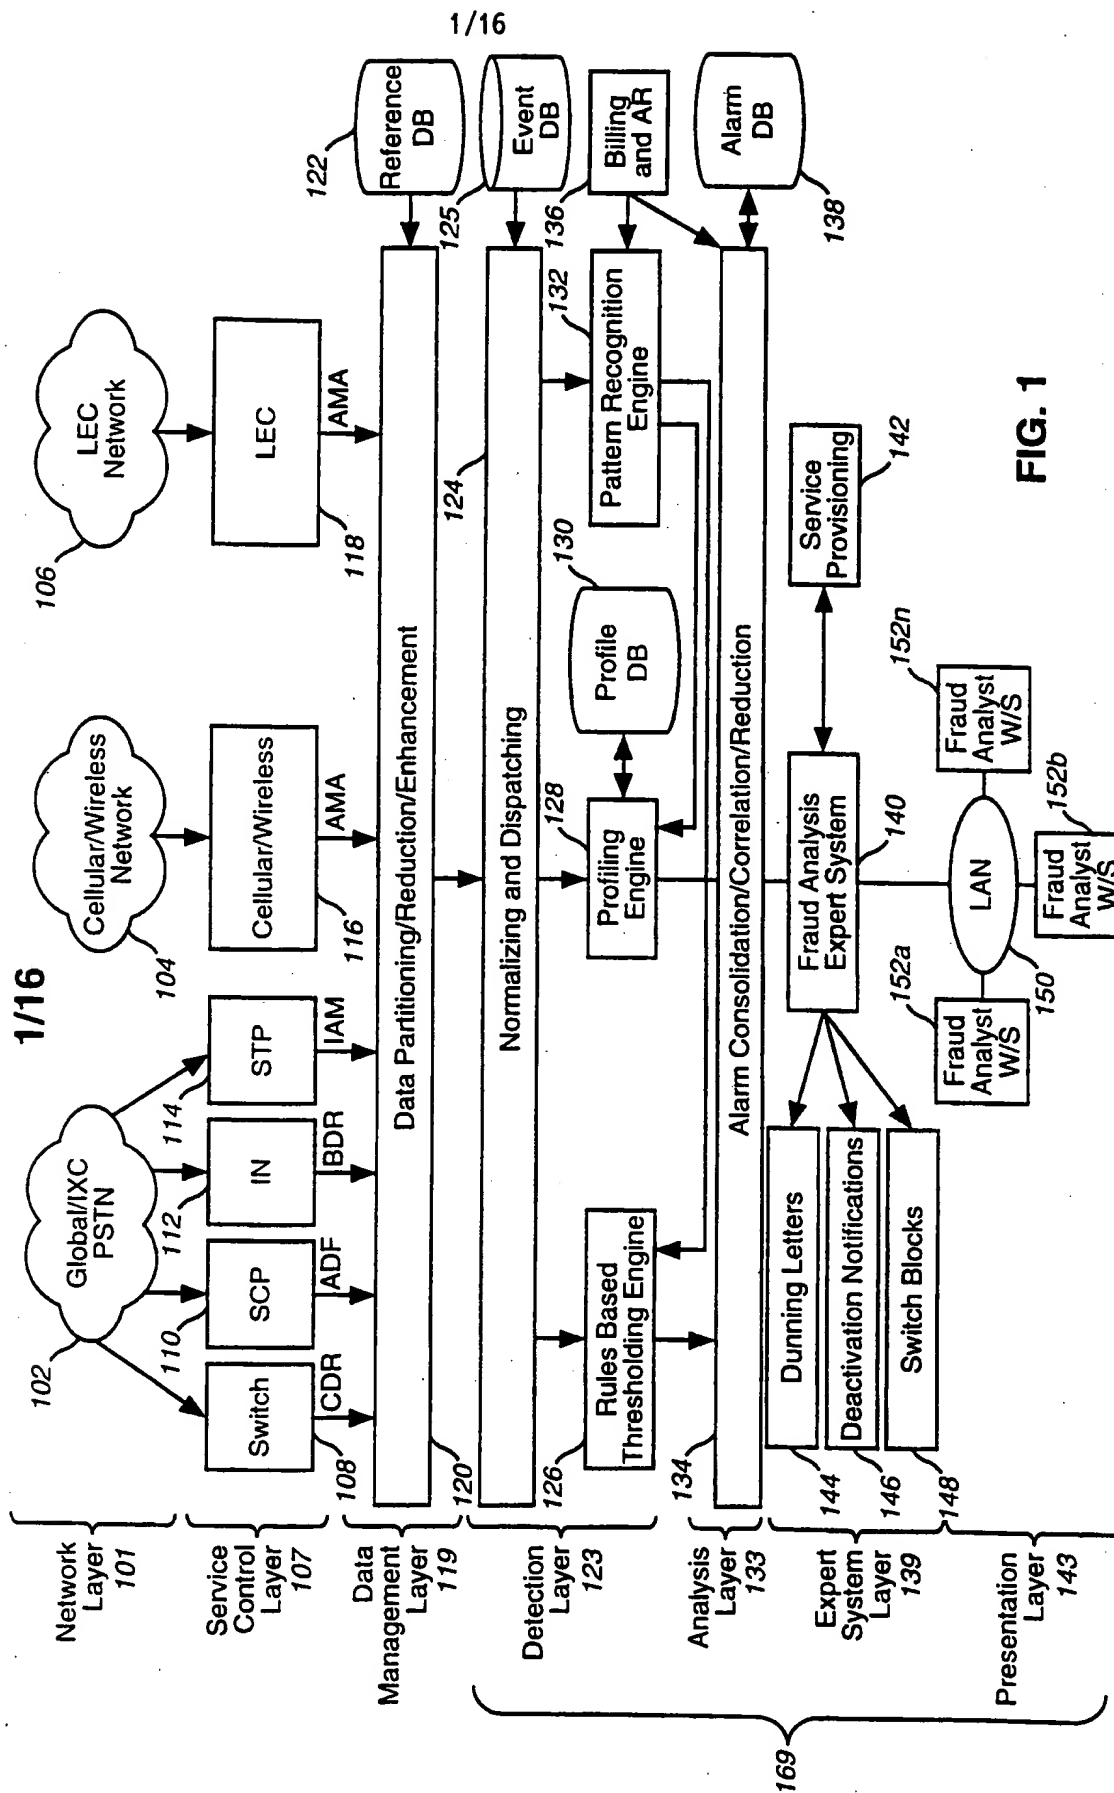 1/16
1/16
Global/IXC
PSTN
102
Cellular/Wireless
Network
104
LEC
Network
106
Network
Layer
101
Switch
108
SCP
110
IN
112
STP
114
Cellular/Wireless
116
LEC
118
Service
Control
Layer
107
CDR
ADF
BDR
IAM
AMA
AMA
Data Partitioning/Reduction/Enhancement
120
Reference
DB
122
Data
Management
Layer
119
Normalizing and Dispatching
124
Event
DB
125
Rules Based
Thresholding Engine
126
Profiling
Engine
128
Profile
DB
130
Pattern Recognition
Engine
132
Billing
and AR
136
Detection
Layer
123
Alarm Consolidation/Correlation/Reduction
134
Alarm
DB
138
Analysis
Layer
133
Dunning Letters
144
Deactivation Notifications
146
Switch Blocks
148
Fraud Analysis
Expert System
140
Service
Provisioning
142
Expert
System
Layer
139
Fraud
Analyst
W/S
152a
LAN
150
Fraud
Analyst
W/S
152b
Fraud
Analyst
W/S
152n
Presentation
Layer
143
169
FIG. 1